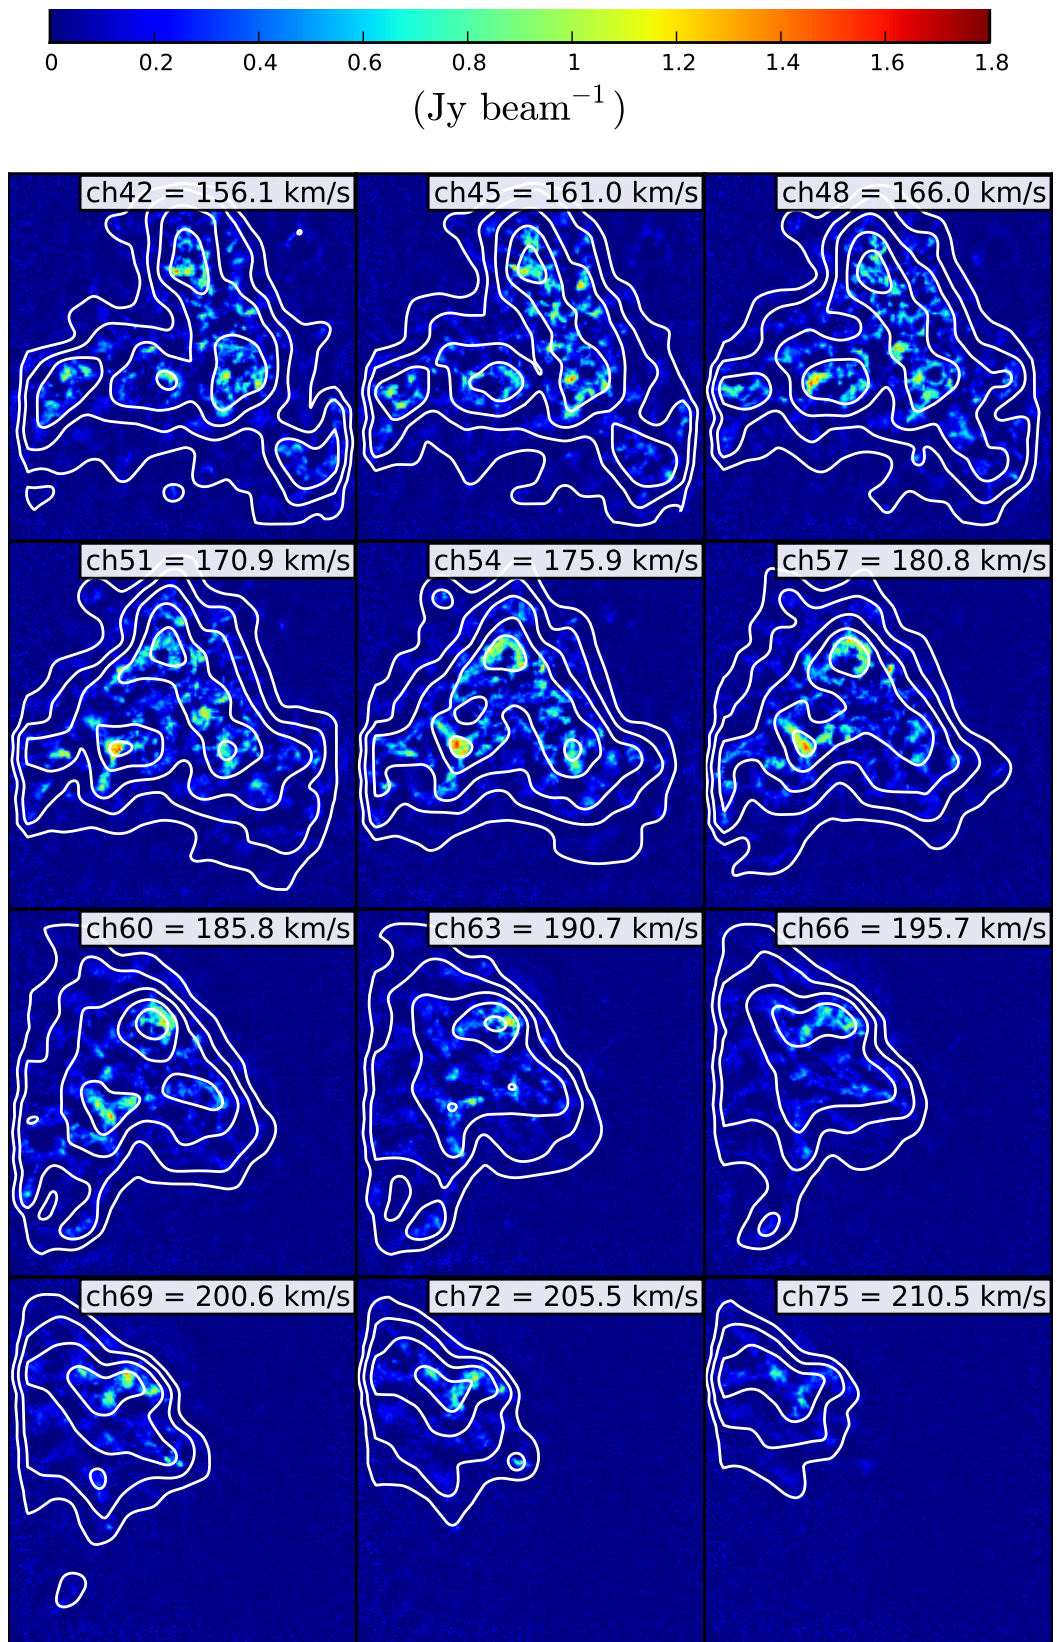 0 0.2 0.4 0.6 0.8 1 1.2 1.4 1.6 1.8
(Jy beam⁻¹)
ch42 = 156.1 km/s ch45 = 161.0 km/s ch48 = 166.0 km/s
ch51 = 170.9 km/s ch54 = 175.9 km/s ch57 = 180.8 km/s
ch60 = 185.8 km/s ch63 = 190.7 km/s ch66 = 195.7 km/s
ch69 = 200.6 km/s ch72 = 205.5 km/s ch75 = 210.5 km/s